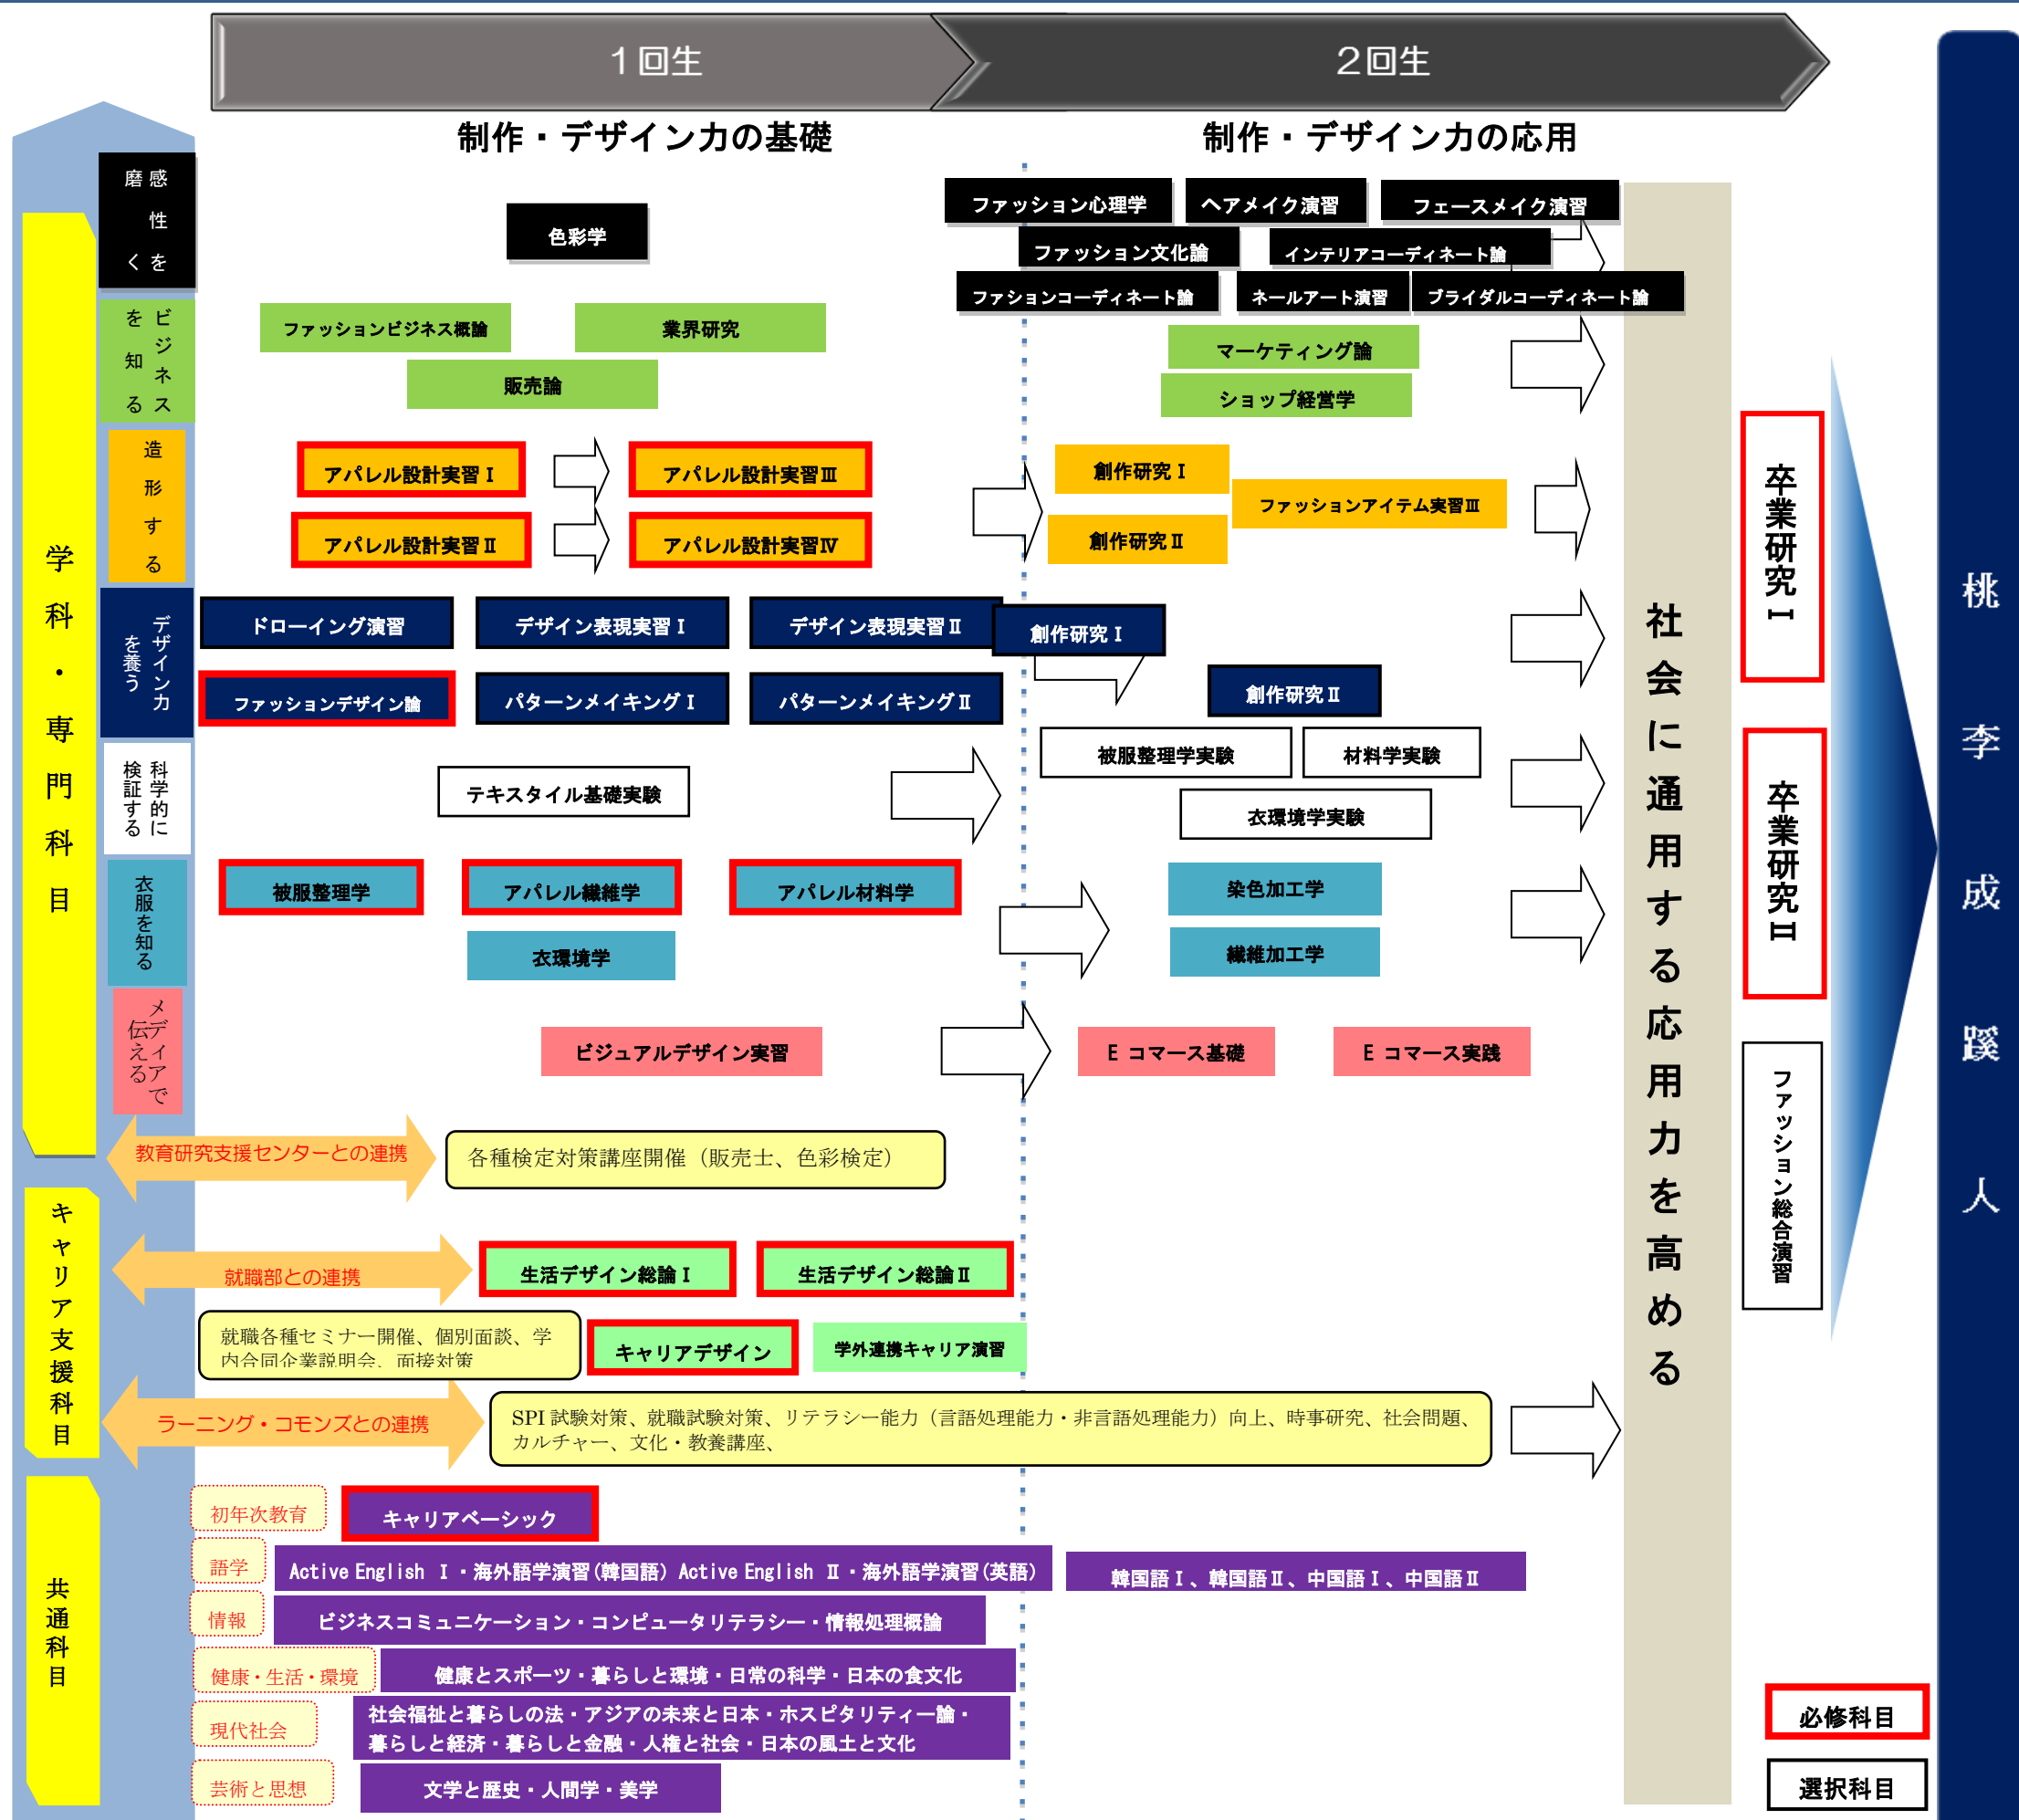 1回生
2回生
制作・デザイン力の基礎
制作・デザイン力の応用
学科・専門科目
感性を
磨く
色彩学
ファッション心理学
ヘアメイク演習
フェースメイク演習
ファッション文化論
インテリアコーディネート論
ファションコーディネート論
ネールアート演習
ブライダルコーディネート論
ビジネス
を知る
ファッションビジネス概論
業界研究
販売論
マーケティング論
ショップ経営学
造形する
アパレル設計実習Ⅰ
アパレル設計実習Ⅲ
アパレル設計実習Ⅱ
アパレル設計実習Ⅳ
創作研究Ⅰ
ファッションアイテム実習Ⅲ
創作研究Ⅱ
デザイン力
を養う
ドローイング演習
デザイン表現実習Ⅰ
デザイン表現実習Ⅱ
創作研究Ⅰ
ファッションデザイン論
パターンメイキングⅠ
パターンメイキングⅡ
創作研究Ⅱ
科学的に
検証する
テキスタイル基礎実験
被服整理学実験
材料学実験
衣環境学実験
衣服を知る
被服整理学
アパレル繊維学
アパレル材料学
衣環境学
染色加工学
繊維加工学
メディアで
伝える
ビジュアルデザイン実習
E コマース基礎
E コマース実践
教育研究支援センターとの連携
各種検定対策講座開催（販売士、色彩検定）
キャリア支援科目
就職部との連携
生活デザイン総論Ⅰ
生活デザイン総論Ⅱ
就職各種セミナー開催、個別面談、学
内合同企業説明会、面接対策
キャリアデザイン
学外連携キャリア演習
ラーニング・コモンズとの連携
SPI 試験対策、就職試験対策、リテラシー能力（言語処理能力・非言語処理能力）向上、時事研究、社会問題、
カルチャー、文化・教養講座、
共通科目
初年次教育
キャリアベーシック
語学
Active English Ⅰ・海外語学演習(韓国語) Active English Ⅱ・海外語学演習(英語)
韓国語Ⅰ、韓国語Ⅱ、中国語Ⅰ、中国語Ⅱ
情報
ビジネスコミュニケーション・コンピュータリテラシー・情報処理概論
健康・生活・環境
健康とスポーツ・暮らしと環境・日常の科学・日本の食文化
現代社会
社会福祉と暮らしの法・アジアの未来と日本・ホスピタリティー論・
暮らしと経済・暮らしと金融・人権と社会・日本の風土と文化
芸術と思想
文学と歴史・人間学・美学
社会に通用する応用力を高める
卒業研究Ⅰ
卒業研究Ⅱ
ファッション総合演習
桃李成蹊人
必修科目
選択科目